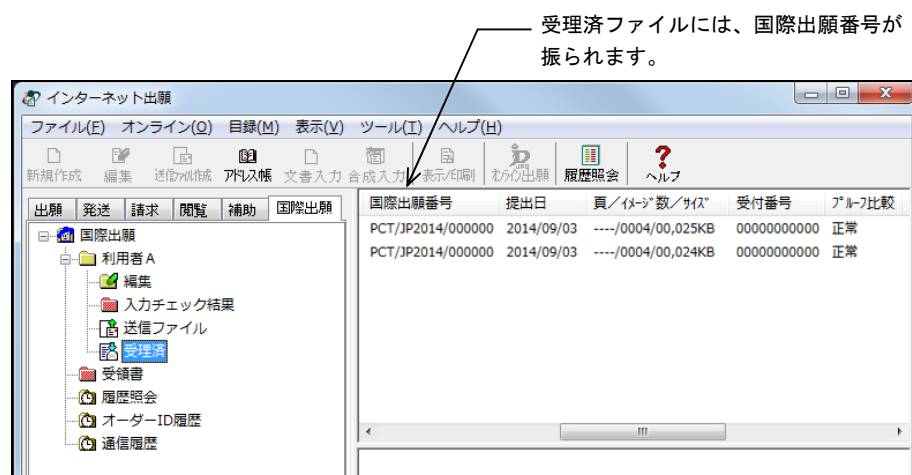 受理済ファイルには、国際出願番号が
振られます。
インターネット出願
ファイル(F) オンライン(O) 目録(M) 表示(V) ツール(T) ヘルプ(H)
新規作成 編集 送信ファイル作成 アドレス帳 文書入力 合成入力 表示/印刷 オンライン出願 履歴照会 ヘルプ
出願 発送 請求 閲覧 補助 国際出願
国際出願
利用者A
編集
入力チェック結果
送信ファイル
受理済
受領書
履歴照会
オーダーID履歴
通信履歴
国際出願番号 提出日 頁/イメージ数/サイズ 受付番号 プルーフ比較
PCT/JP2014/000000 2014/09/03 ----/0004/00,025KB 00000000000 正常
PCT/JP2014/000000 2014/09/03 ----/0004/00,024KB 00000000000 正常